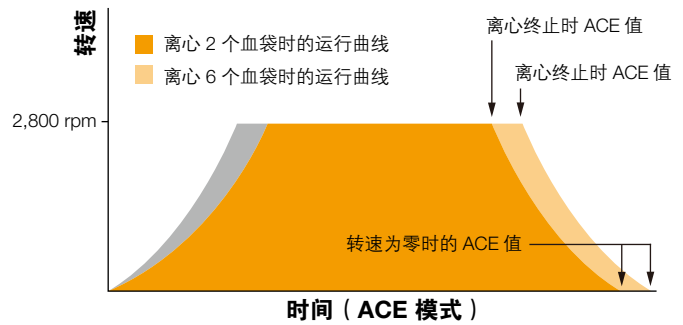 转速
离心 2 个血袋时的运行曲线
离心 6 个血袋时的运行曲线
离心终止时 ACE 值
离心终止时 ACE 值
2,800 rpm
转速为零时的 ACE 值
时间（ACE 模式）